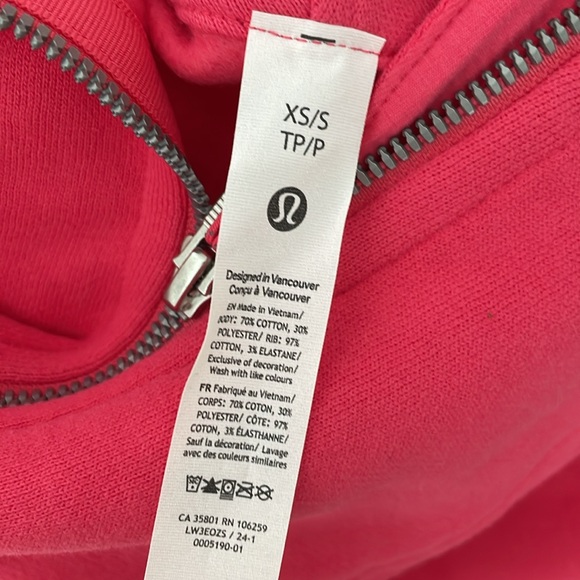 XS/S
TP/P
Designed in Vancouver
Conçu à Vancouver
EN Made in Vietnam/
BODY: 70% COTTON, 30%
POLYESTER/ RIB: 97%
COTTON, 3% ELASTANE/
Exclusive of decoration/
Wash with like colours
FR Fabriqué au Vietnam/
CORPS: 70% COTON, 30%
POLYESTER/ CÔTE: 97%
COTON, 3% ÉLASTHANNE/
Sauf la décoration/ Lavage
avec des couleurs similaires
CA 35801 RN 106259
LW3EOZS / 24-1
0005190-01